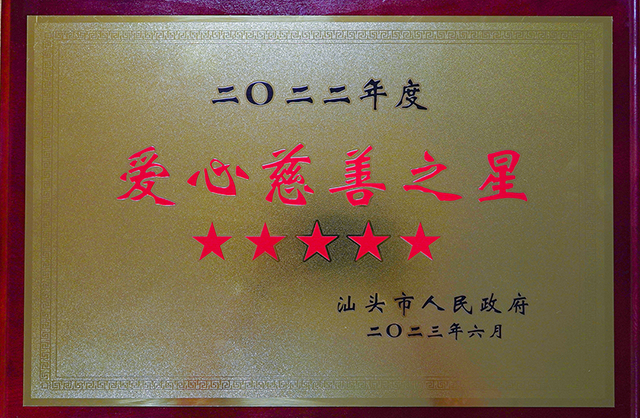 二〇二二年度
爱心慈善之星
★★★★★
汕头市人民政府
二〇二三年六月